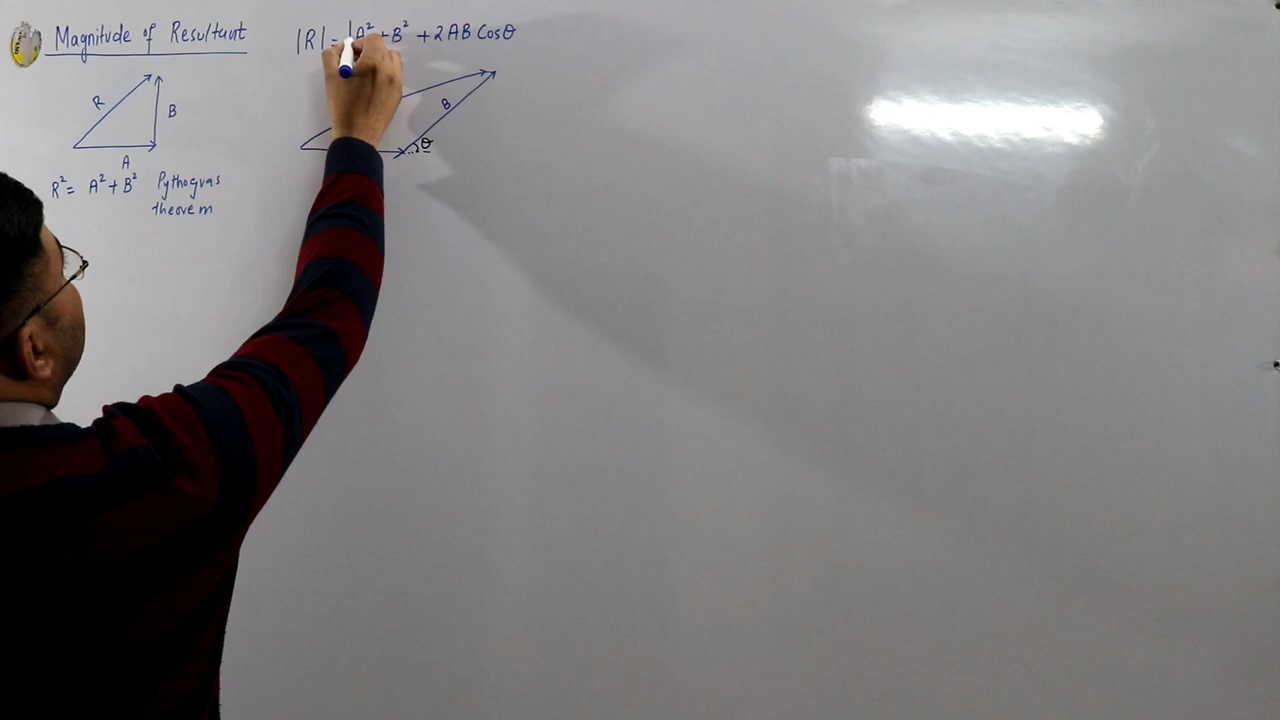 Magnitude of Resultant
|R| = √A² + B² + 2AB Cosθ
R
B
A
R² = A² + B² Pythogras
theorem
B
θ